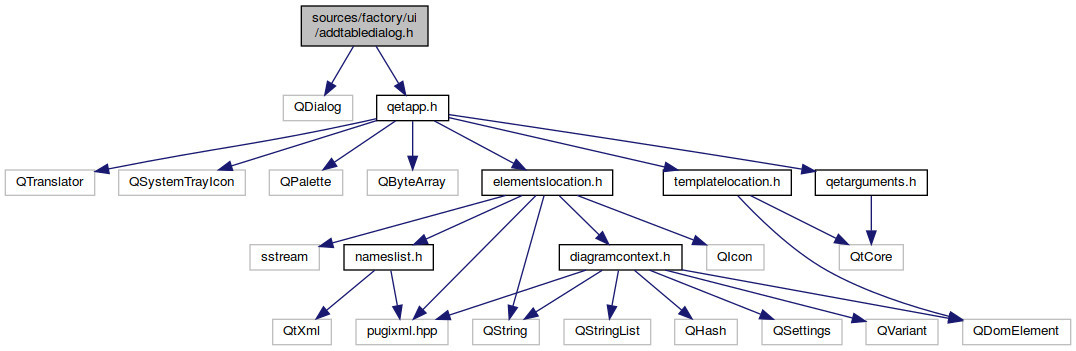 sources/factory/ui
/addtabledialog.h
QDialog
qetapp.h
QTranslator
QSystemTrayIcon
QPalette
QByteArray
elementslocation.h
templatelocation.h
qetarguments.h
sstream
nameslist.h
diagramcontext.h
QIcon
QtCore
QtXml
pugixml.hpp
QString
QStringList
QHash
QSettings
QVariant
QDomElement